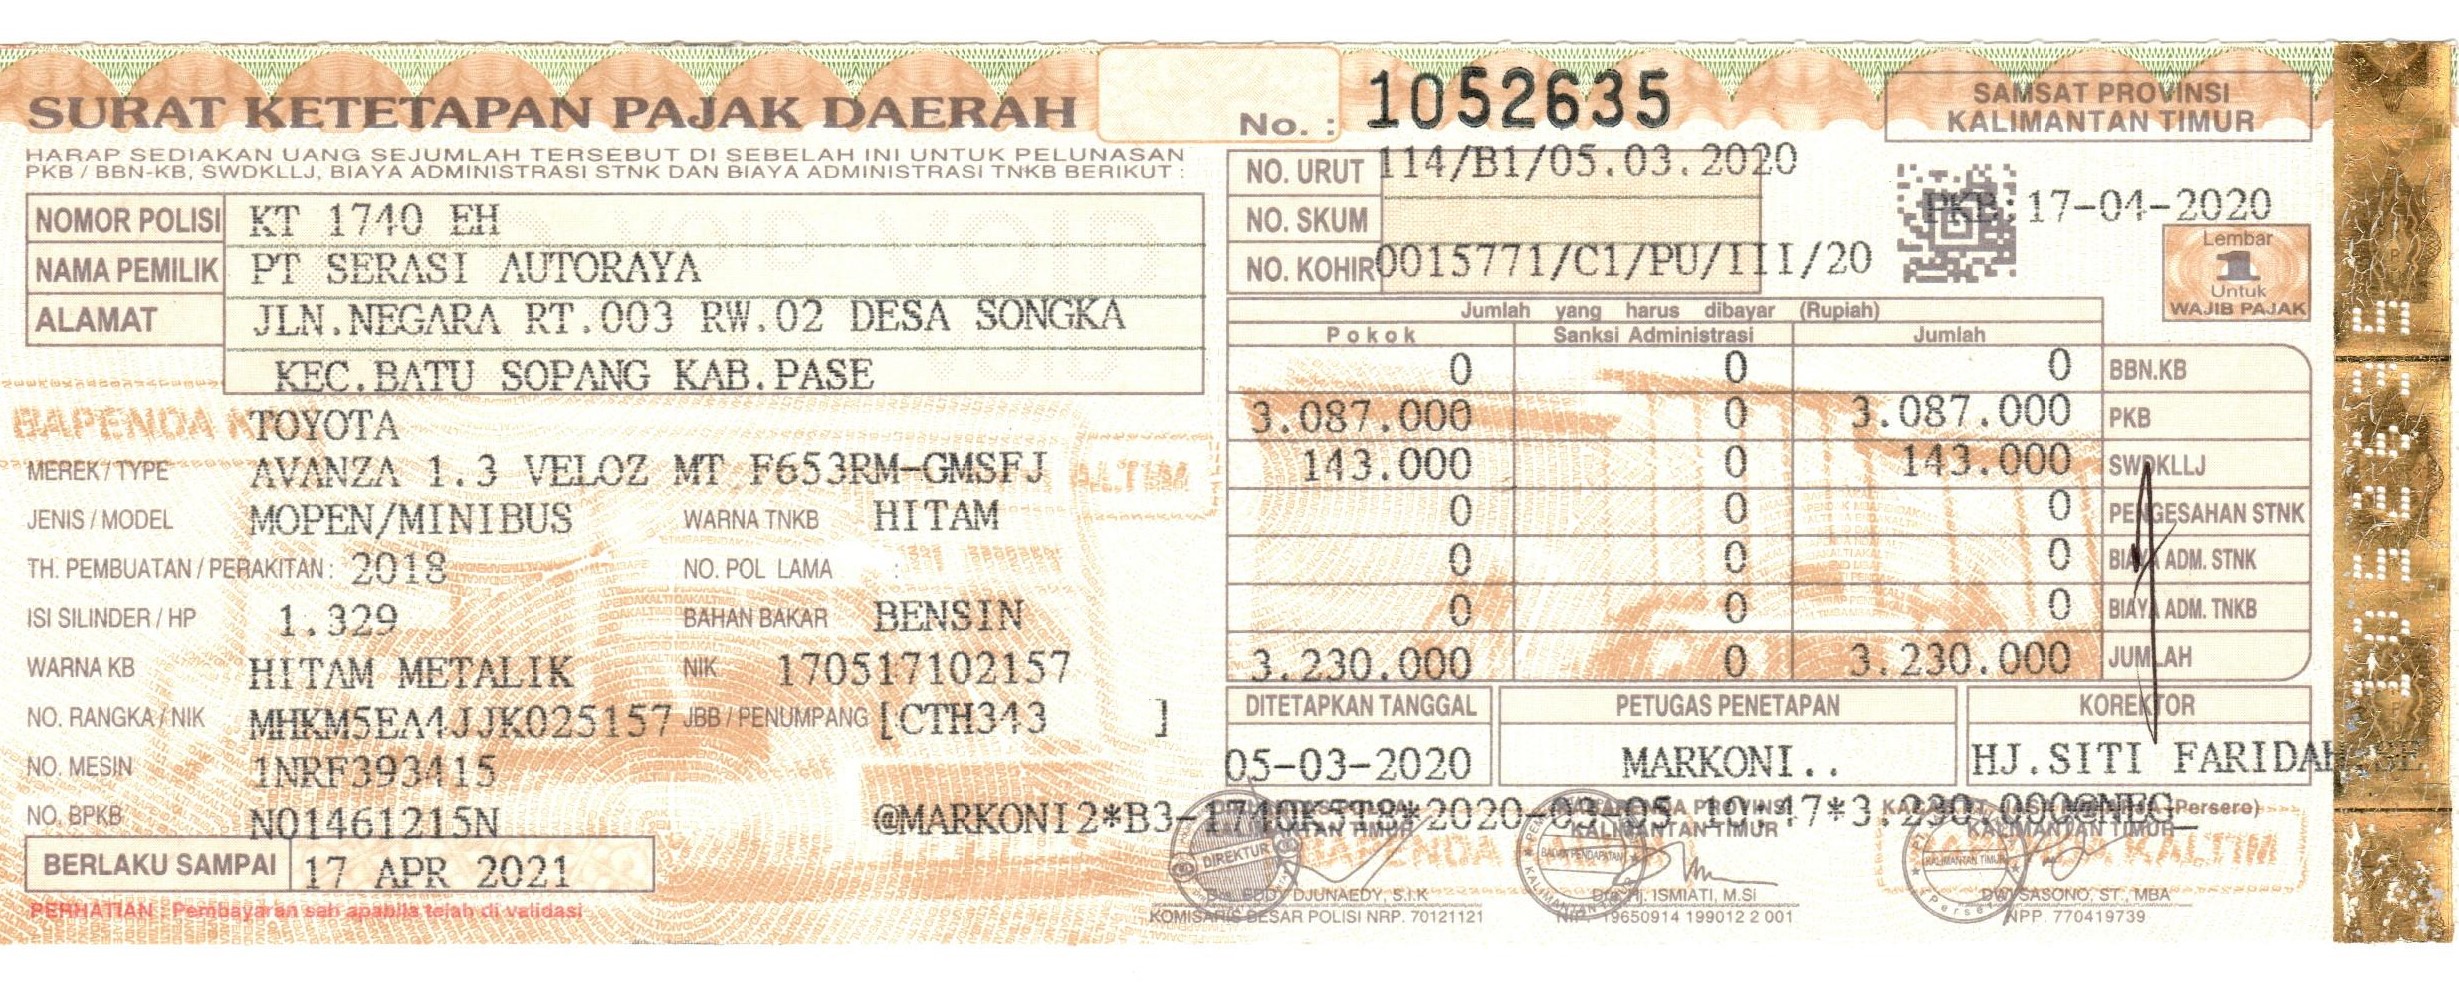 SURAT KETETAPAN PAJAK DAERAH
No. : 1052635
SAMSAT PROVINSI
KALIMANTAN TIMUR
HARAP SEDIAKAN UANG SEJUMLAH TERSEBUT DI SEBELAH INI UNTUK PELUNASAN
PKB / BBN-KB, SWDKLLJ, BIAYA ADMINISTRASI STNK DAN BIAYA ADMINISTRASI TNKB BERIKUT :
NOMOR POLISI KT 1740 EH
NAMA PEMILIK PT SERASI AUTORAYA
ALAMAT JLN.NEGARA RT.003 RW.02 DESA SONGKA
KEC.BATU SOPANG KAB.PASE
TOYOTA
MEREK / TYPE AVANZA 1.3 VELOZ MT F653RM-GMSFJ
JENIS / MODEL MOPEN/MINIBUS WARNA TNKB HITAM
TH. PEMBUATAN / PERAKITAN : 2018 NO. POL LAMA :
ISI SILINDER / HP 1.329 BAHAN BAKAR BENSIN
WARNA KB HITAM METALIK NIK 170517102157
NO. RANGKA / NIK MHKM5EA4JJK025157 JBB / PENUMPANG [CTH343 ]
NO. MESIN 1NRF393415
NO. BPKB N01461215N
BERLAKU SAMPAI 17 APR 2021
PERHATIAN : Pembayaran sah apabila telah di validasi
NO. URUT 114/B1/05.03.2020
NO. SKUM
NO. KOHIR 0015771/C1/PU/III/20
PKB: 17-04-2020
Lembar
1
Untuk
WAJIB PAJAK
Jumlah yang harus dibayar (Rupiah)
Pokok Sanksi Administrasi Jumlah
0 0 0 BBN.KB
3.087.000 0 3.087.000 PKB
143.000 0 143.000 SWDKLLJ
0 0 0 PENGESAHAN STNK
0 0 0 BIAYA ADM. STNK
0 0 0 BIAYA ADM. TNKB
3.230.000 0 3.230.000 JUMLAH
DITETAPKAN TANGGAL PETUGAS PENETAPAN KOREKTOR
05-03-2020 MARKONI.. HJ.SITI FARIDAH.SE
@MARKONI2*B3-1740K5T8*2020-03-05 10:47*3.230.000@NEG_
KALIMANTAN TIMUR KALIMANTAN TIMUR
DIREKTUR
Drs. EDDY DJUNAEDY, S.I.K Dra. Hj. ISMIATI, M.Si DWI SASONO, ST., MBA
KOMISARIS BESAR POLISI NRP. 70121121 NIP. 19650914 199012 2 001 NPP. 770419739